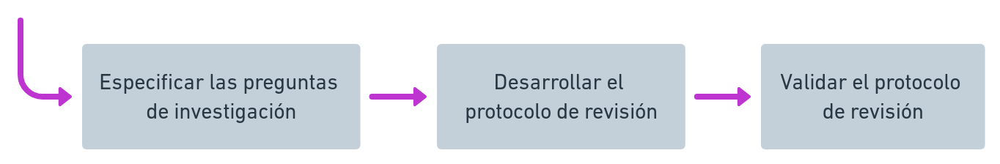 Especificar las preguntas
de investigación
Desarrollar el
protocolo de revisión
Validar el protocolo
de revisión